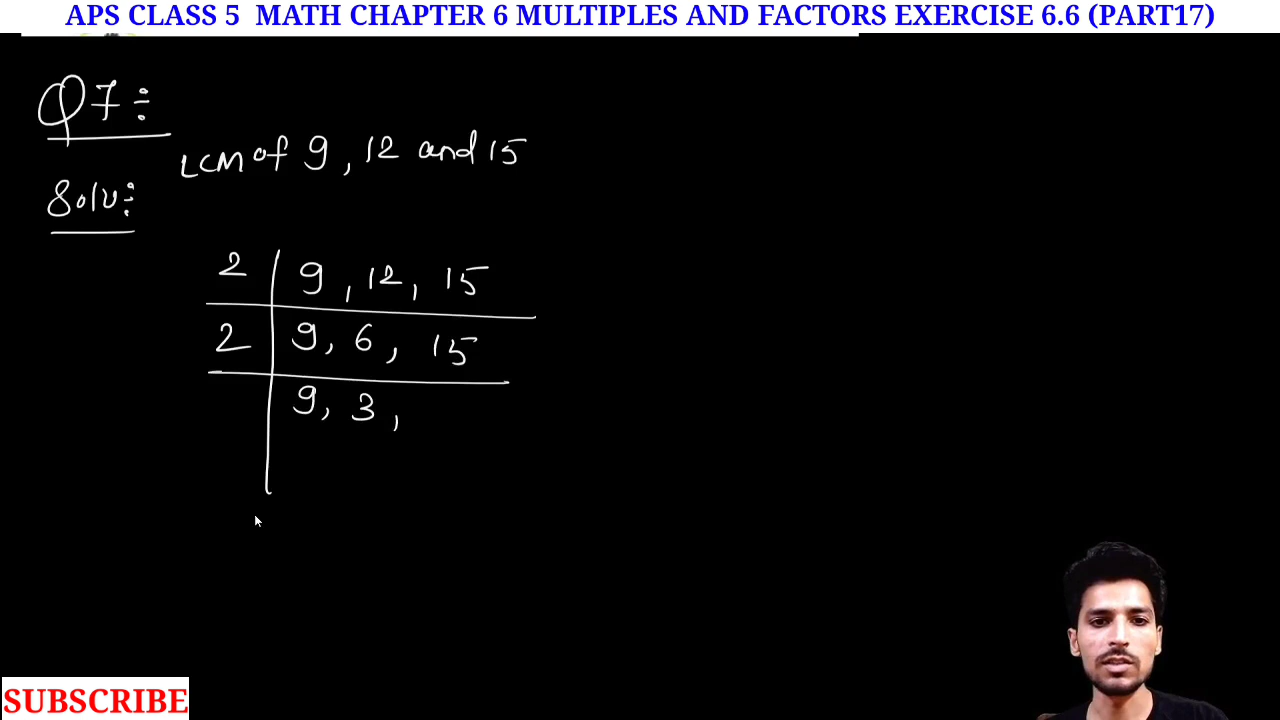 APS CLASS 5 MATH CHAPTER 6 MULTIPLES AND FACTORS EXERCISE 6.6 (PART17)
Q7:
LCM of 9, 12 and 15
Solu:
2 | 9, 12, 15
2 | 9, 6, 15
| 9, 3,
SUBSCRIBE